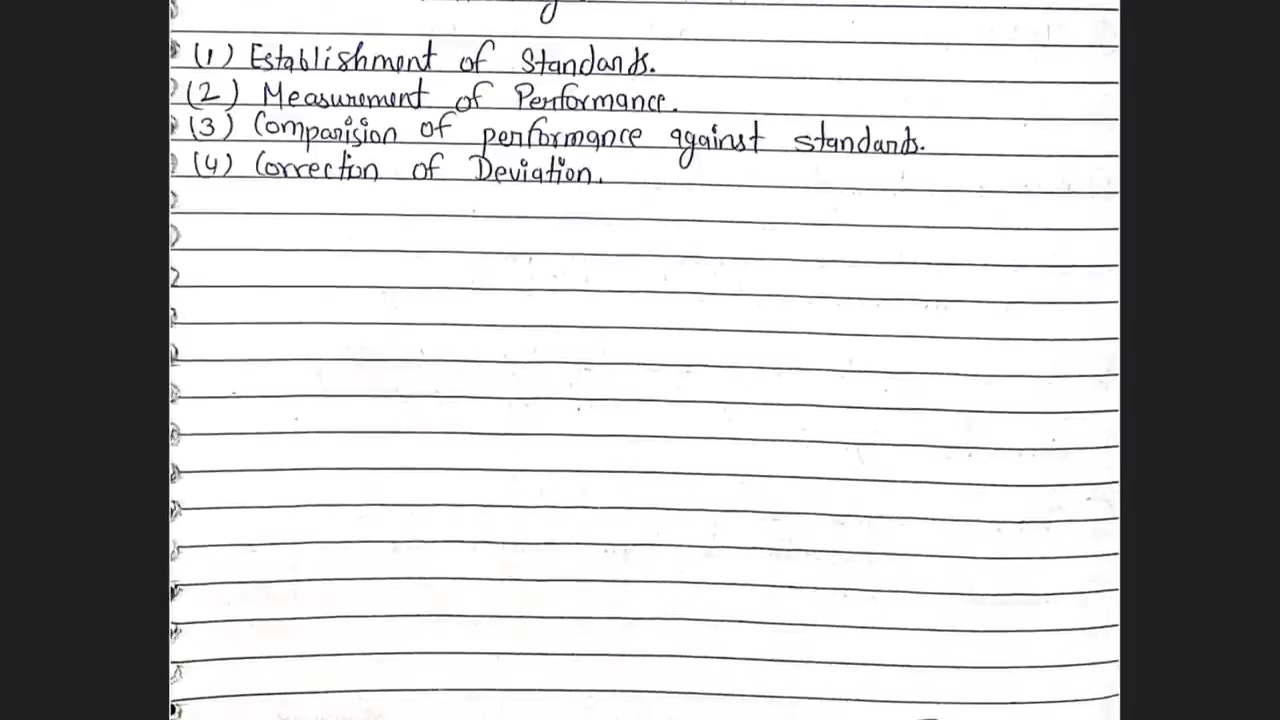 (1) Establishment of Standards.
(2) Measurement of Performance.
(3) Comparision of performance against standards.
(4) Correction of Deviation.